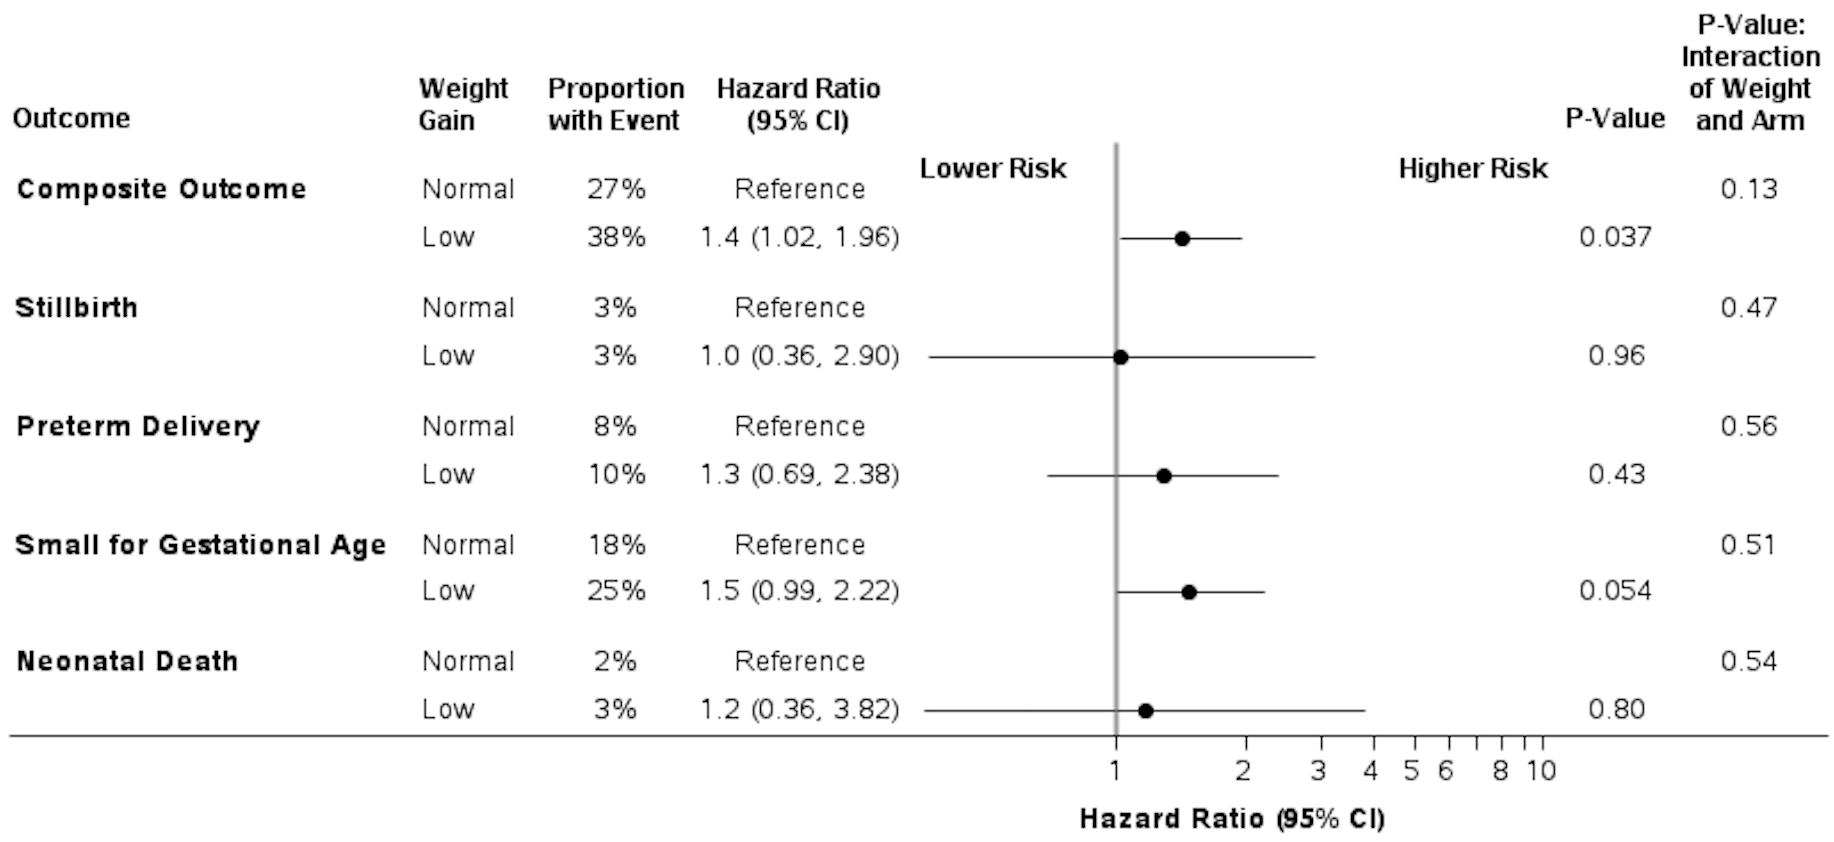 P-Value:
Interaction
Weight Proportion Hazard Ratio of Weight
Outcome Gain with Event (95% CI) P-Value and Arm
Lower Risk Higher Risk
Composite Outcome Normal 27% Reference 0.13
Low 38% 1.4 (1.02, 1.96) 0.037
Stillbirth Normal 3% Reference 0.47
Low 3% 1.0 (0.36, 2.90) 0.96
Preterm Delivery Normal 8% Reference 0.56
Low 10% 1.3 (0.69, 2.38) 0.43
Small for Gestational Age Normal 18% Reference 0.51
Low 25% 1.5 (0.99, 2.22) 0.054
Neonatal Death Normal 2% Reference 0.54
Low 3% 1.2 (0.36, 3.82) 0.80
1 2 3 4 5 6 8 10
Hazard Ratio (95% CI)